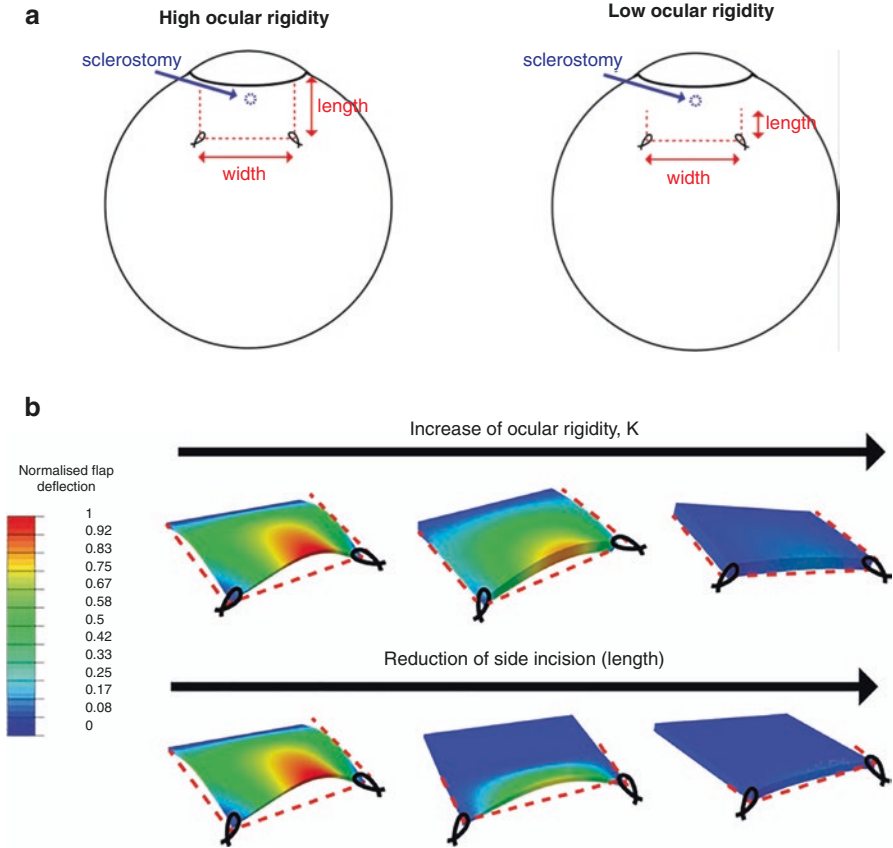 a
High ocular rigidity
Low ocular rigidity
sclerostomy
length
width
sclerostomy
length
width
b
Increase of ocular rigidity, K
Normalised flap
deflection
1
0.92
0.83
0.75
0.67
0.58
0.5
0.42
0.33
0.25
0.17
0.08
0
Reduction of side incision (length)